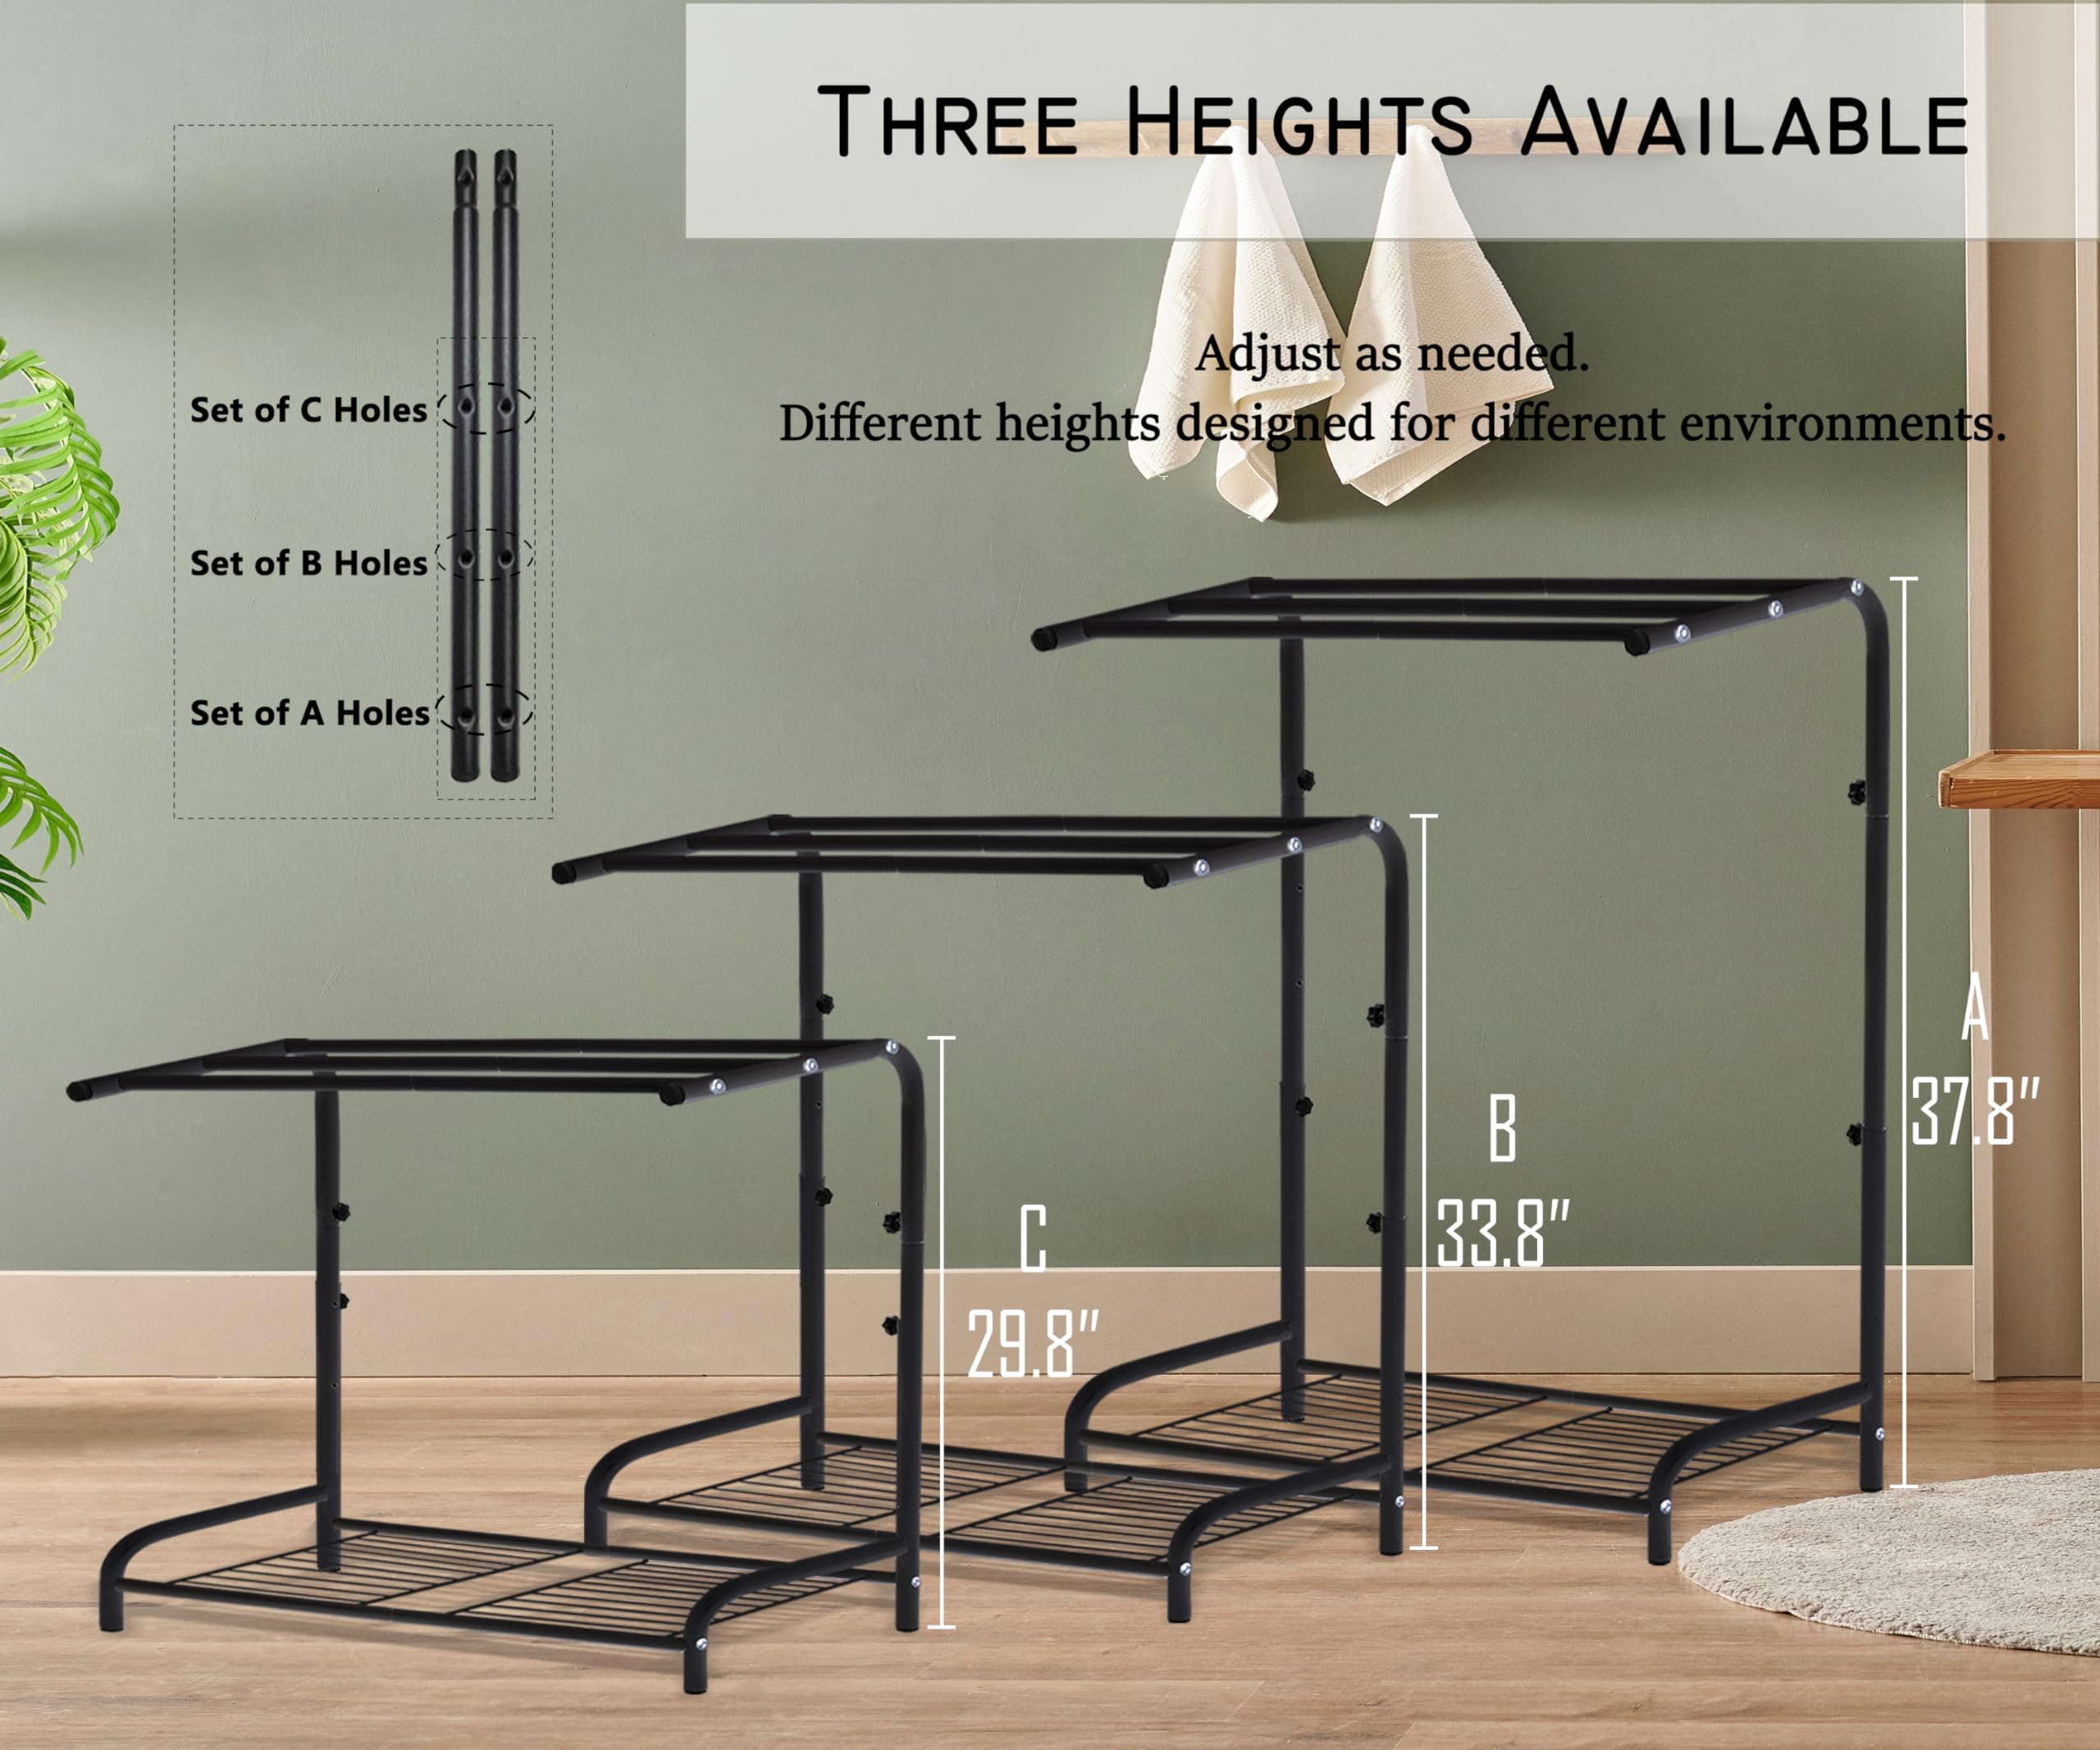 THREE HEIGHTS AVAILABLE
Adjust as needed.
Different heights designed for different environments.
Set of C Holes
Set of B Holes
Set of A Holes
A
37.8"
B
33.8"
C
29.8"